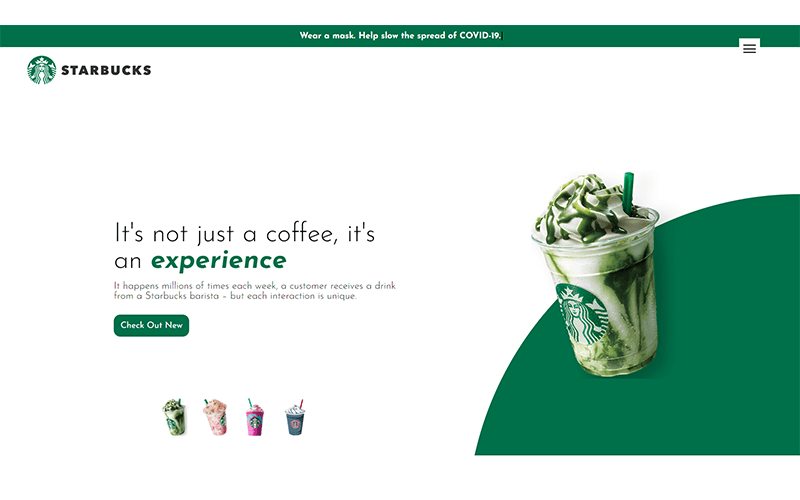 Wear a mask. Help slow the spread of COVID-19.
STARBUCKS
It's not just a coffee, it's
an experience
It happens millions of times each week, a customer receives a drink
from a Starbucks barista – but each interaction is unique.
Check Out New